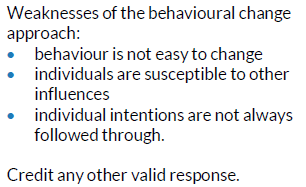 Weaknesses of the behavioural change
approach:
• behaviour is not easy to change
• individuals are susceptible to other
influences
• individual intentions are not always
followed through.
Credit any other valid response.